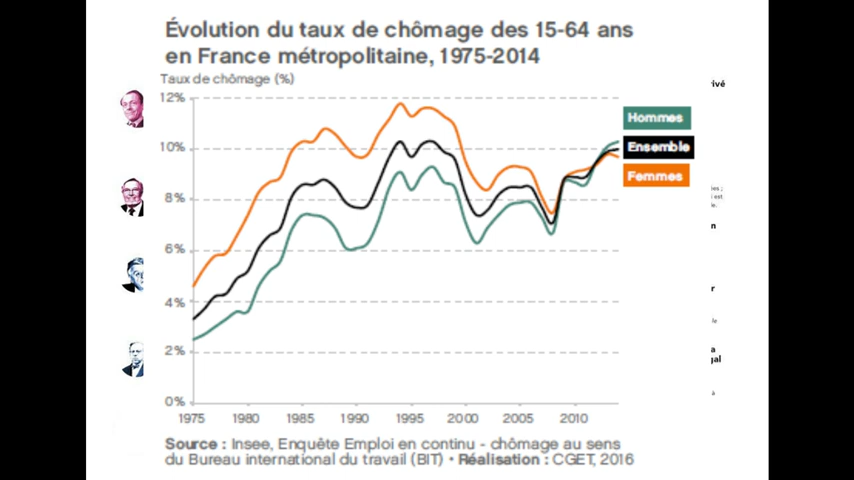 Évolution du taux de chômage des 15-64 ans
en France métropolitaine, 1975-2014
Taux de chômage (%)
12%
10%
8%
6%
4%
2%
0%
1975 1980 1985 1990 1995 2000 2005 2010
Hommes
Ensemble
Femmes
Source : Insee, Enquête Emploi en continu - chômage au sens
du Bureau international du travail (BIT) • Réalisation : CGET, 2016